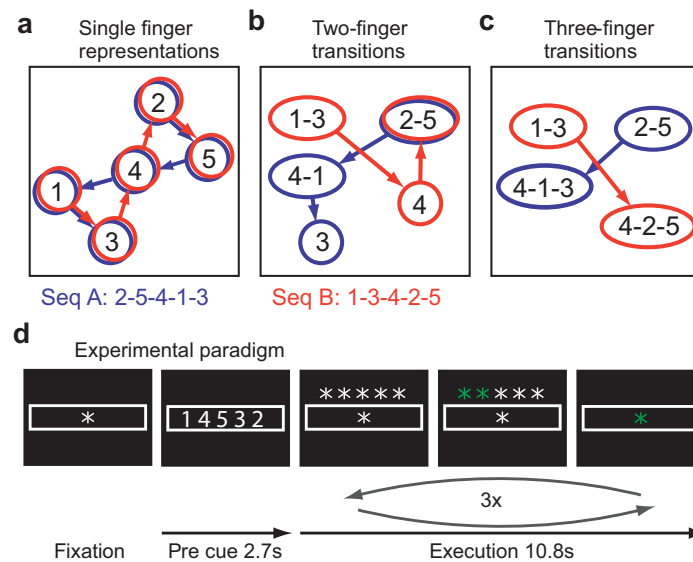 a Single finger representations
b Two-finger transitions
c Three-finger transitions
2
5
4
1
3
1-3
2-5
4-1
4
3
1-3
2-5
4-1-3
4-2-5
Seq A: 2-5-4-1-3
Seq B: 1-3-4-2-5
d
Experimental paradigm
*
1 4 5 3 2
* * * * *
*
* * * * *
*
*
3x
Fixation
Pre cue 2.7s
Execution 10.8s